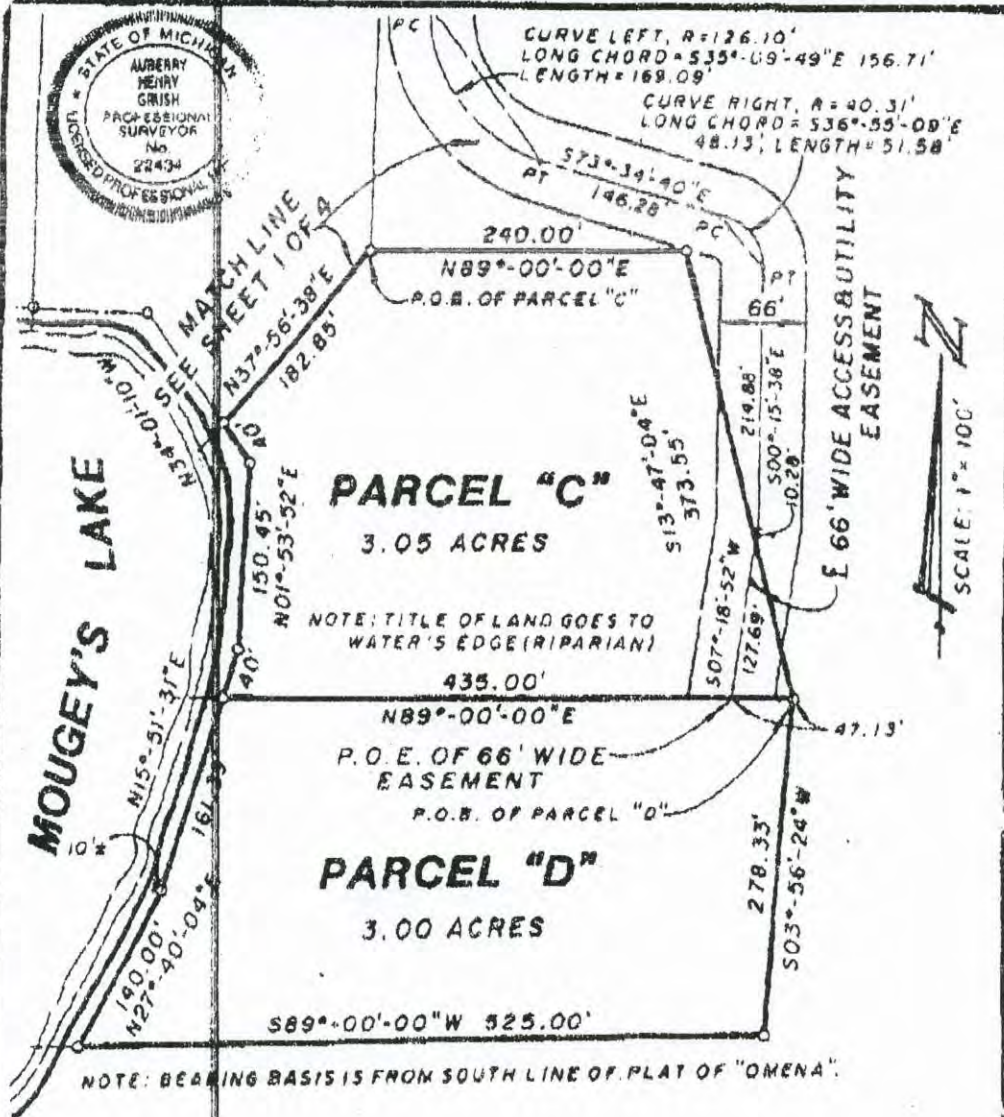 STATE OF MICHIGAN
AUBERRY
HENRY
GRUSH
PROFESSIONAL
SURVEYOR
No.
22434
LICENSED PROFESSIONAL
PC
CURVE LEFT, R=126.10'
LONG CHORD=S35°-09'-49"E 156.71'
LENGTH=169.09'
CURVE RIGHT, R=40.31'
LONG CHORD=S36°-55'-09"E
48.13', LENGTH=51.58'
S73°-34'-40"E
146.28'
PT
PC
PT
SEE MATCH LINE
SHEET 1 OF 4
240.00'
N89°-00'-00"E
P.O.B. OF PARCEL "C"
N37°-56'-38"E
182.85'
66'
£ 66' WIDE ACCESS & UTILITY
EASEMENT
SCALE: 1"= 100'
N34°-01'-10"W
40'
MOUGEY'S LAKE
PARCEL "C"
3.05 ACRES
150.45'
N01°-53'-52"E
S13°-47'-04"E
373.55'
214.88'
S00°-15'-38"E
10.28'
NOTE: TITLE OF LAND GOES TO
WATER'S EDGE (RIPARIAN)
40'
S07°-18'-52"W
127.69'
435.00'
N89°-00'-00"E
47.13'
P.O.E. OF 66' WIDE
EASEMENT
P.O.B. OF PARCEL "D"
N15°-51'-31"E
10'±
PARCEL "D"
3.00 ACRES
278.33'
S03°-56'-24"W
140.00'
N27°-40'-04"E
S89°-00'-00"W 525.00'
NOTE: BEARING BASIS IS FROM SOUTH LINE OF PLAT OF "OMENA".